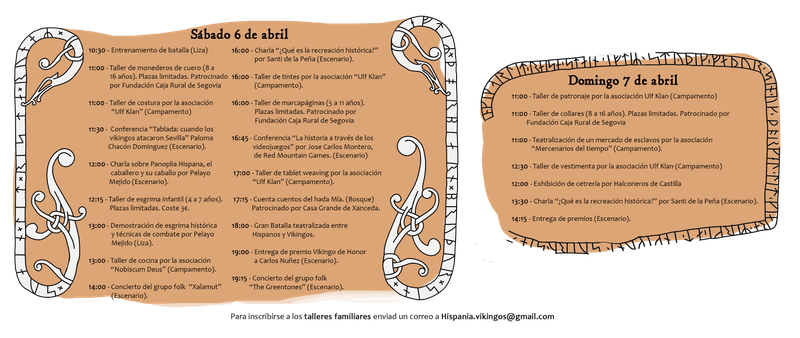 Sábado 6 de abril
10:30 - Entrenamiento de batalla (Liza)
11:00 - Taller de monederos de cuero (8 a
16 años). Plazas limitadas. Patrocinado
por Fundación Caja Rural de Segovia
11:00 - Taller de costura por la asociación
"Ulf Klan" (Campamento)
11:30 - Conferencia "Tablada: cuando los
vikingos atacaron Sevilla" Paloma
Chacón Domínguez (Escenario).
12:00 - Charla sobre Panoplia Hispana, el
caballero y su caballo por Pelayo
Mejido (Escenario).
12:15 - Taller de esgrima infantil (4 a 7 años).
Plazas limitadas. Coste 3€.
13:00 - Demostración de esgrima histórica
y técnicas de combate por Pelayo
Mejido (Liza).
13:00 - Taller de cocina por la asociación
"Nobiscum Deus" (Campamento).
14:00 - Concierto del grupo folk "Xalamut"
(Escenario).
16:00 - Charla "¿Qué es la recreación histórica?"
por Santi de la Peña (Escenario).
16:00 - Taller de tintes por la asociación "Ulf Klan"
(Campamento).
16:00 - Taller de marcapáginas (5 a 11 años).
Plazas limitadas. Patrocinado por
Fundación Caja Rural de Segovia
16:45 - Conferencia "La historia a través de los
videojuegos" por Jose Carlos Montero,
de Red Mountain Games. (Escenario)
17:00 - Taller de tablet weaving por la asociación
"Ulf Klan" (Campamento).
17:15 - Cuenta cuentos del hada Mía. (Bosque)
Patrocinado por Casa Grande de Xanceda.
18:00 - Gran Batalla teatralizada entre
Hispanos y Vikingos.
19:00 - Entrega de premio Vikingo de Honor
a Carlos Nuñez (Escenario).
19:15 - Concierto del grupo folk
"The Greentones" (Escenario).
Domingo 7 de abril
11:00 - Taller de patronaje por la asociación Ulf Klan (Campamento)
11:00 - Taller de collares (8 a 16 años). Plazas limitadas. Patrocinado por
Fundación Caja Rural de Segovia
11:00 - Teatralización de un mercado de esclavos por la asociación
"Mercenarios del tiempo" (Campamento).
12:30 - Taller de vestimenta por la asociación Ulf Klan (Campamento)
12:00 - Exhibición de cetrería por Halconeros de Castilla
13:30 - Charla "¿Qué es la recreación histórica?" por Santi de la Peña (Escenario).
14:15 - Entrega de premios (Escenario).
Para inscribirse a los talleres familiares enviad un correo a Hispania.vikingos@gmail.com